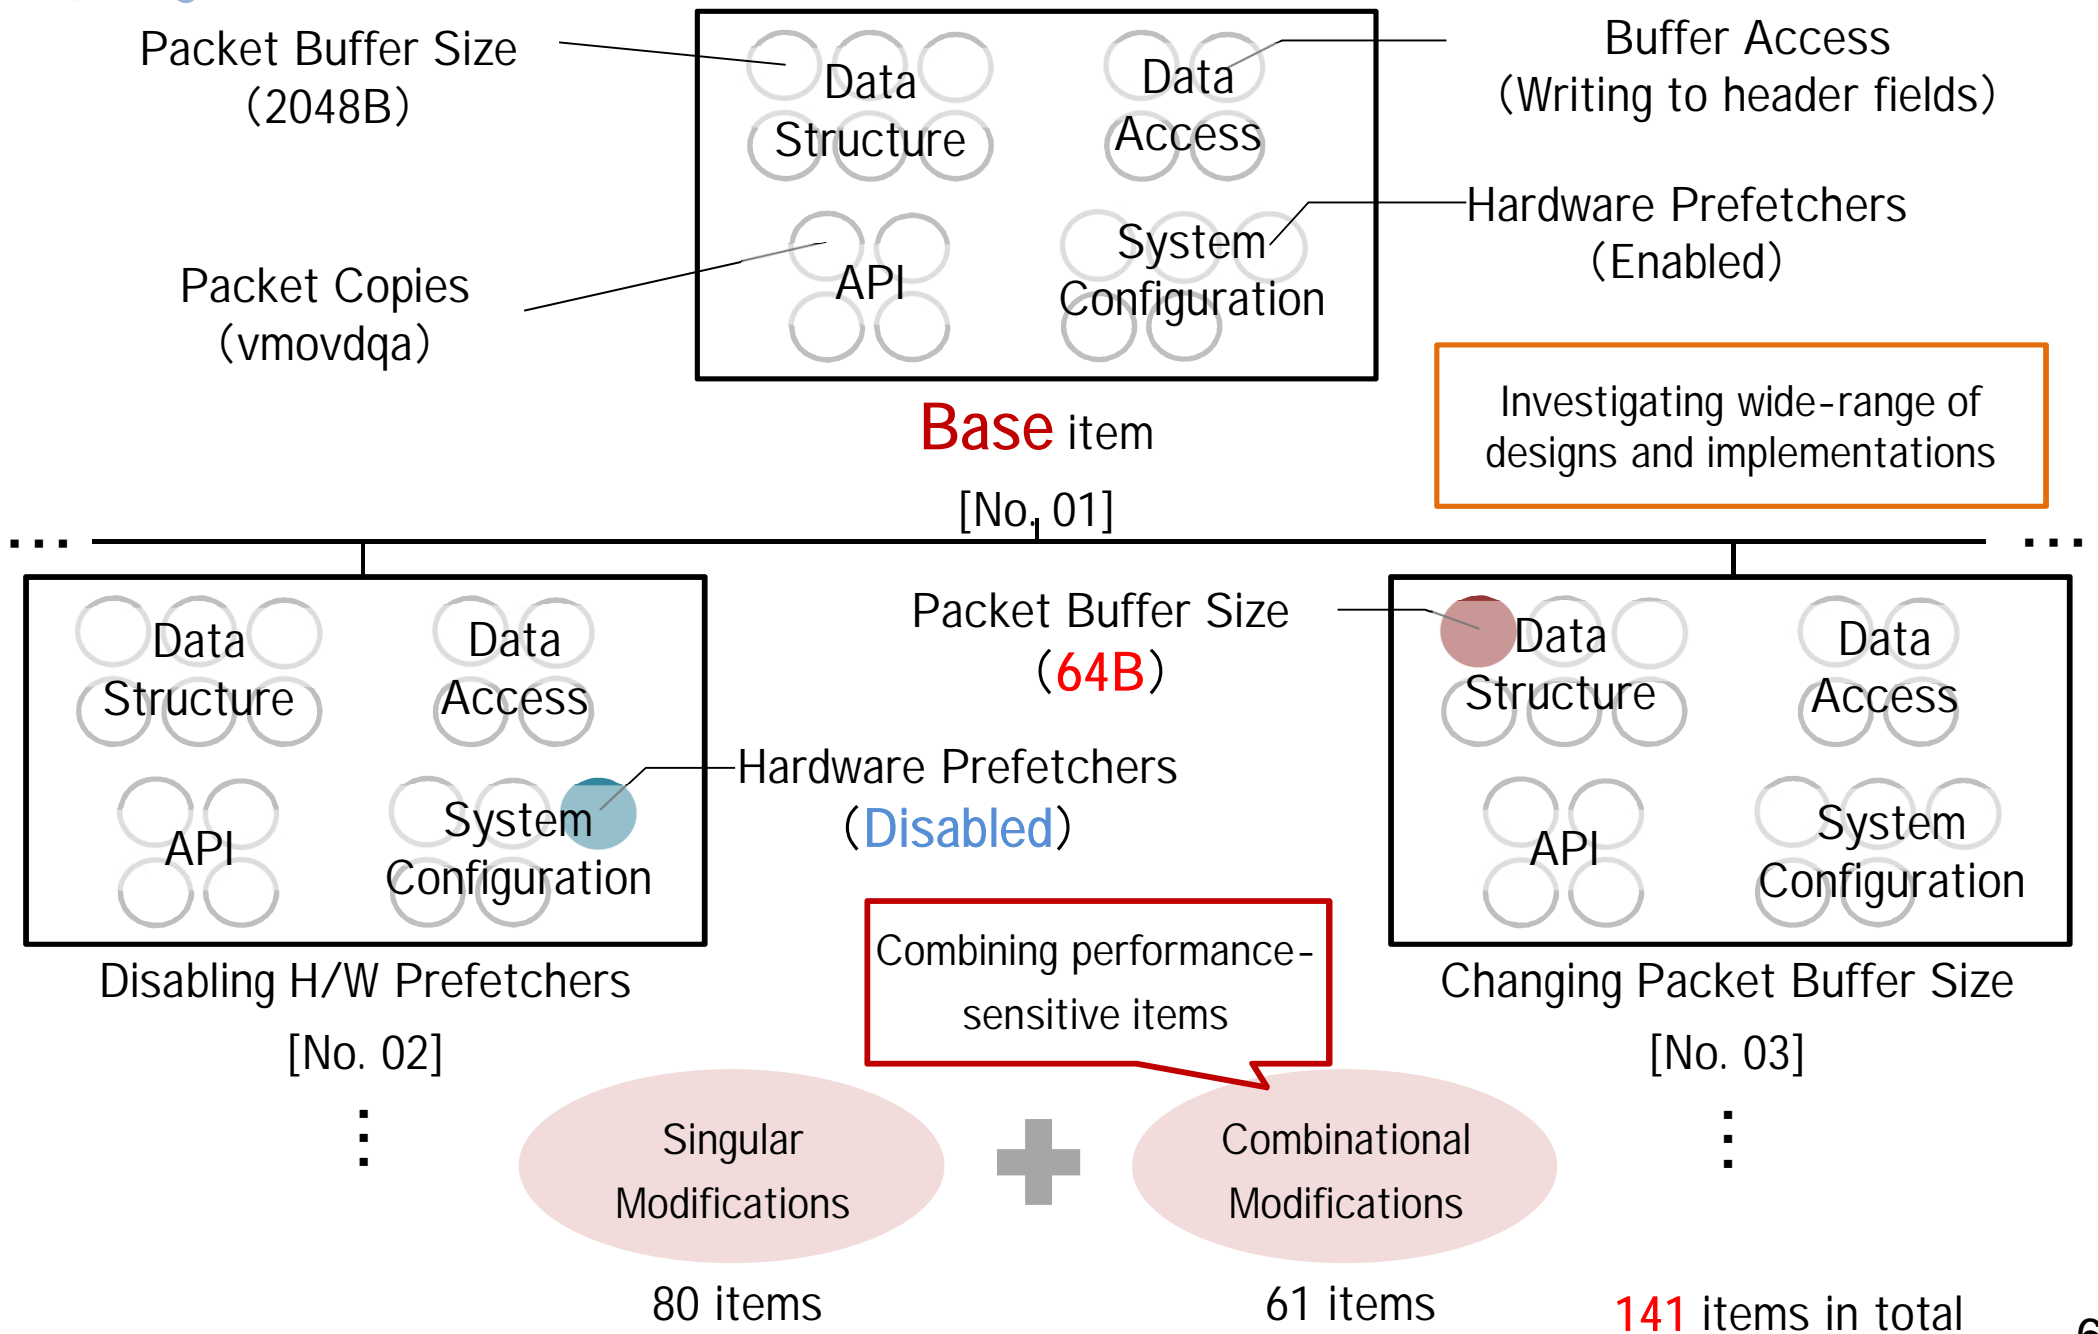 Packet Buffer Size
(2048B)
Data
Structure
Data
Access
Buffer Access
(Writing to header fields)
Packet Copies
(vmovdqa)
API
System
Configuration
Hardware Prefetchers
(Enabled)
Base item
[No. 01]
Investigating wide-range of
designs and implementations
...
...
Data
Structure
Data
Access
API
System
Configuration
Packet Buffer Size
(64B)
Hardware Prefetchers
(Disabled)
Data
Structure
Data
Access
API
System
Configuration
Disabling H/W Prefetchers
[No. 02]
Combining performance-
sensitive items
Changing Packet Buffer Size
[No. 03]
Singular
Modifications
Combinational
Modifications
80 items
61 items
141 items in total